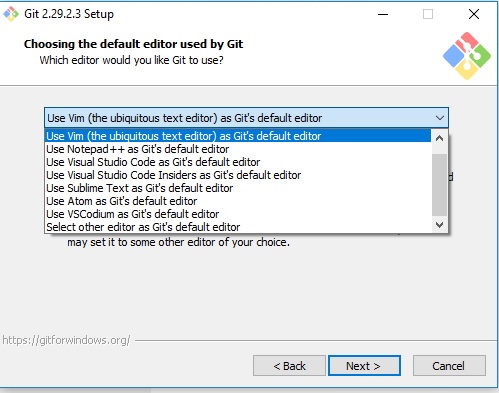 Git 2.29.2.3 Setup
Choosing the default editor used by Git
Which editor would you like Git to use?
Use Vim (the ubiquitous text editor) as Git's default editor
Use Vim (the ubiquitous text editor) as Git's default editor
Use Notepad++ as Git's default editor
Use Visual Studio Code as Git's default editor
Use Visual Studio Code Insiders as Git's default editor
Use Sublime Text as Git's default editor
Use Atom as Git's default editor
Use VSCodium as Git's default editor
Select other editor as Git's default editor
may set it to some other editor of your choice.
https://gitforwindows.org/
< Back
Next >
Cancel